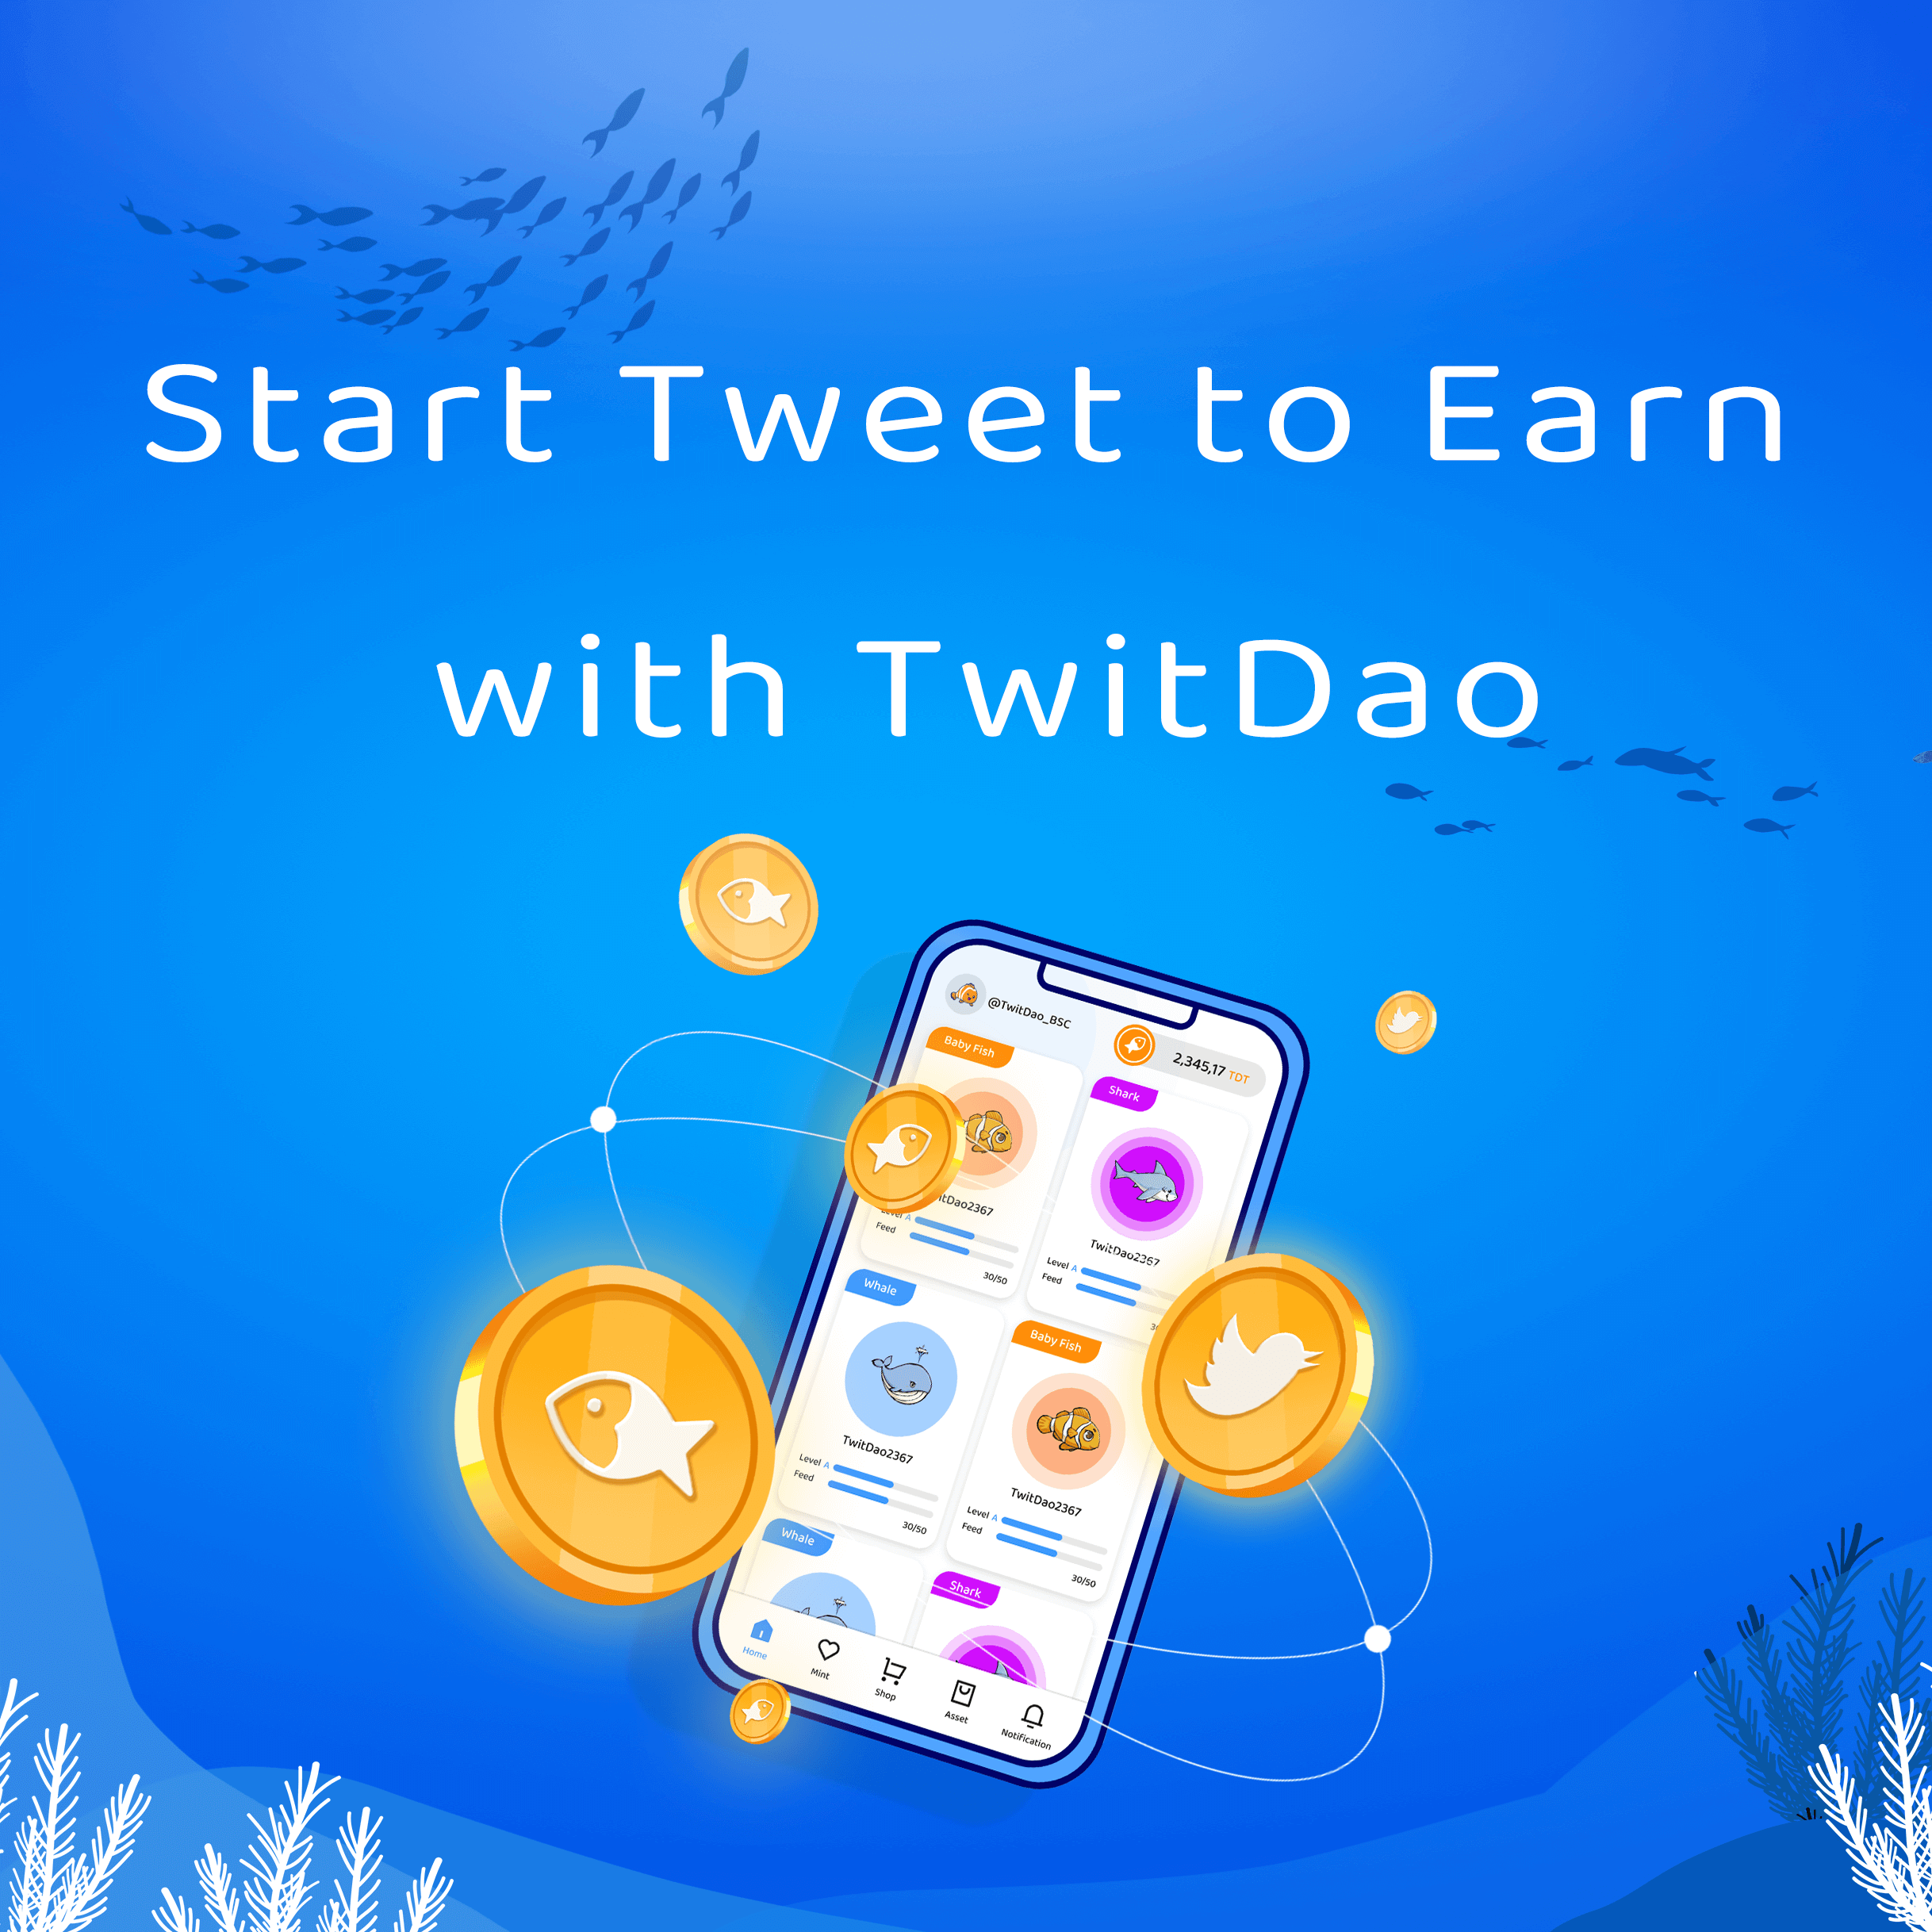 Start Tweet to Earn
with TwitDao
@TwitDao_BSC
2,345,17 TDT
Baby Fish
Shark
itDao2367
Level A
Feed
30/50
TwitDao2367
Level A
Feed
Whale
Baby Fish
TwitDao2367
Level A
Feed
30/50
TwitDao2367
Level A
Feed
30/50
Whale
Shark
Home
Mint
Shop
Asset
Notification